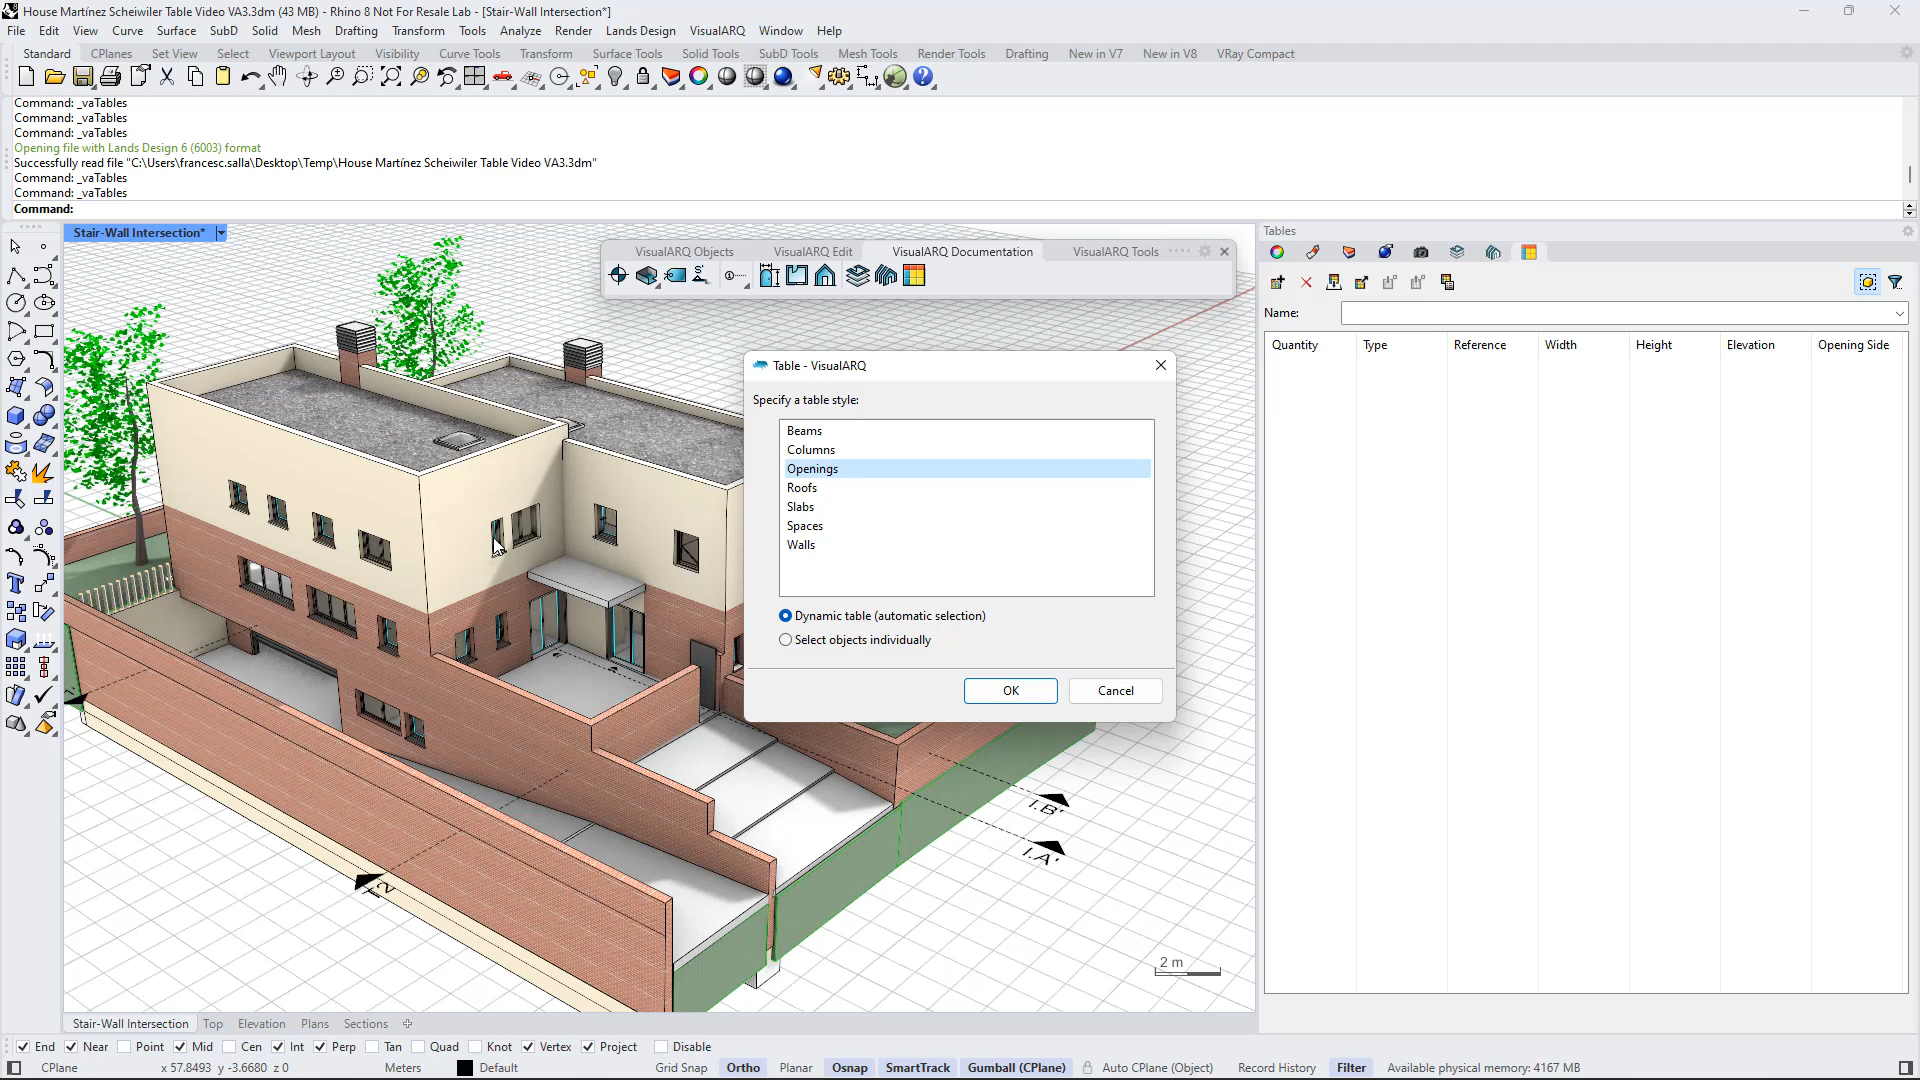 House Martínez Scheiwiler Table Video VA3.3dm (43 MB) - Rhino 8 Not For Resale Lab - [Stair-Wall Intersection*]
File Edit View Curve Surface SubD Solid Mesh Drafting Transform Tools Analyze Render Lands Design VisualARQ Window Help
Standard CPlanes Set View Select Viewport Layout Visibility Curve Tools Transform Surface Tools Solid Tools SubD Tools Mesh Tools Render Tools Drafting New in V7 New in V8 VRay Compact
Command: _vaTables
Command: _vaTables
Command: _vaTables
Opening file with Lands Design 6 (6003) format
Successfully read file "C:\Users\francesc.salla\Desktop\Temp\House Martínez Scheiwiler Table Video VA3.3dm"
Command: _vaTables
Command: _vaTables
Command:
Stair-Wall Intersection*
VisualARQ Objects VisualARQ Edit VisualARQ Documentation VisualARQ Tools
Tables
Name:
Quantity Type Reference Width Height Elevation Opening Side
Table - VisualARQ
Specify a table style:
Beams
Columns
Openings
Roofs
Slabs
Spaces
Walls
Dynamic table (automatic selection)
Select objects individually
OK Cancel
I.B'
I.A'
2 m
Stair-Wall Intersection Top Elevation Plans Sections
End Near Point Mid Cen Int Perp Tan Quad Knot Vertex Project Disable
CPlane x 57.8493 y -3.6680 z 0 Meters Default Grid Snap Ortho Planar Osnap SmartTrack Gumball (CPlane) Auto CPlane (Object) Record History Filter Available physical memory: 4167 MB